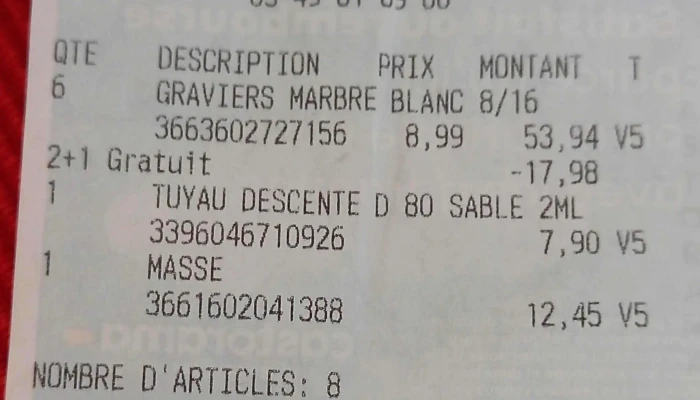 QTE DESCRIPTION PRIX MONTANT T
6 GRAVIERS MARBRE BLANC 8/16
3663602727156 8,99 53,94 V5
2+1 Gratuit -17,98
1 TUYAU DESCENTE D 80 SABLE 2ML
3396046710926 7,90 V5
1 MASSE
3661602041388 12,45 V5
castorama
NOMBRE D'ARTICLES: 8